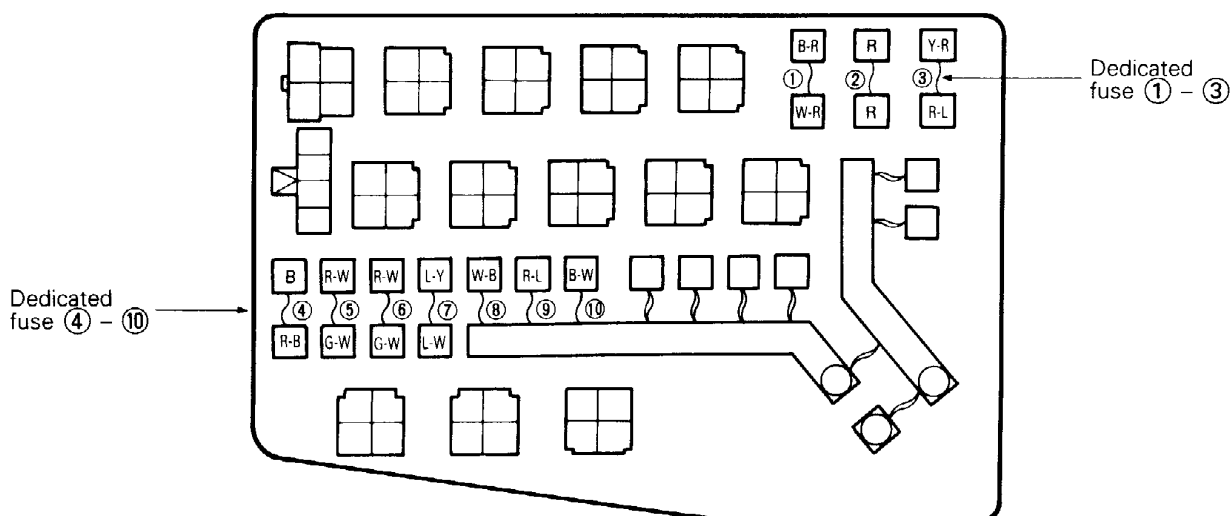 B-R R Y-R
① ② ③
W-R R R-L
Dedicated
fuse ① – ③
B R-W R-W L-Y W-B R-L B-W
④ ⑤ ⑥ ⑦ ⑧ ⑨ ⑩
R-B G-W G-W L-W
Dedicated
fuse ④ – ⑩